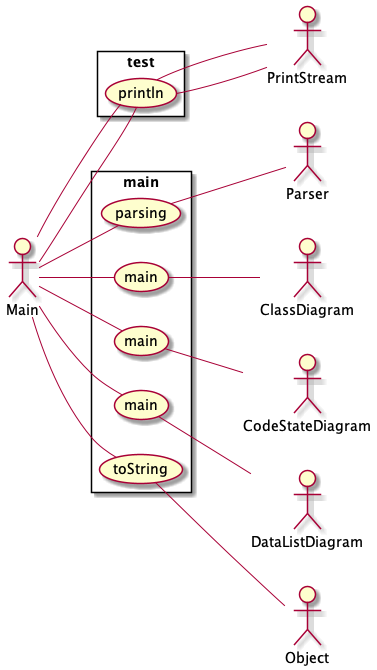 test
println
PrintStream
main
parsing
Parser
Main
main
ClassDiagram
main
CodeStateDiagram
main
DataListDiagram
toString
Object